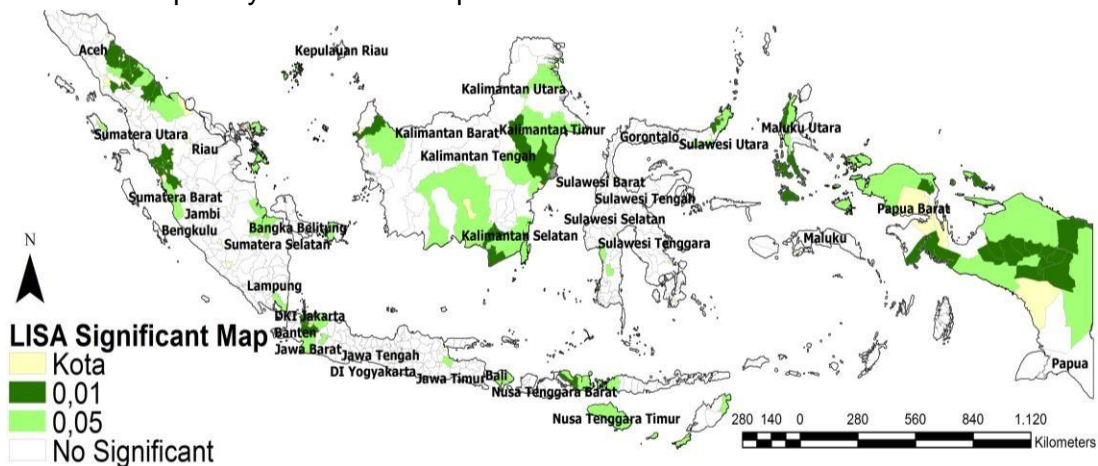 Aceh
Kepulauan Riau
Kalimantan Utara
Sumatera Utara
Riau
Kalimantan Barat
Kalimantan Timur
Gorontalo
Sulawesi Utara
Maluku Utara
Kalimantan Tengah
Sumatera Barat
Jambi
Bengkulu
Bangka Belitung
Sumatera Selatan
Sulawesi Barat
Sulawesi Tengah
Sulawesi Selatan
Kalimantan Selatan
Sulawesi Tenggara
Papua Barat
Maluku
N
Lampung
DKI Jakarta
Banten
Jawa Barat
Jawa Tengah
DI Yogyakarta
Jawa Timur
Bali
Nusa Tenggara Barat
Nusa Tenggara Timur
Papua
LISA Significant Map
Kota
0,01
0,05
No Significant
280 140 0 280 560 840 1.120
Kilometers